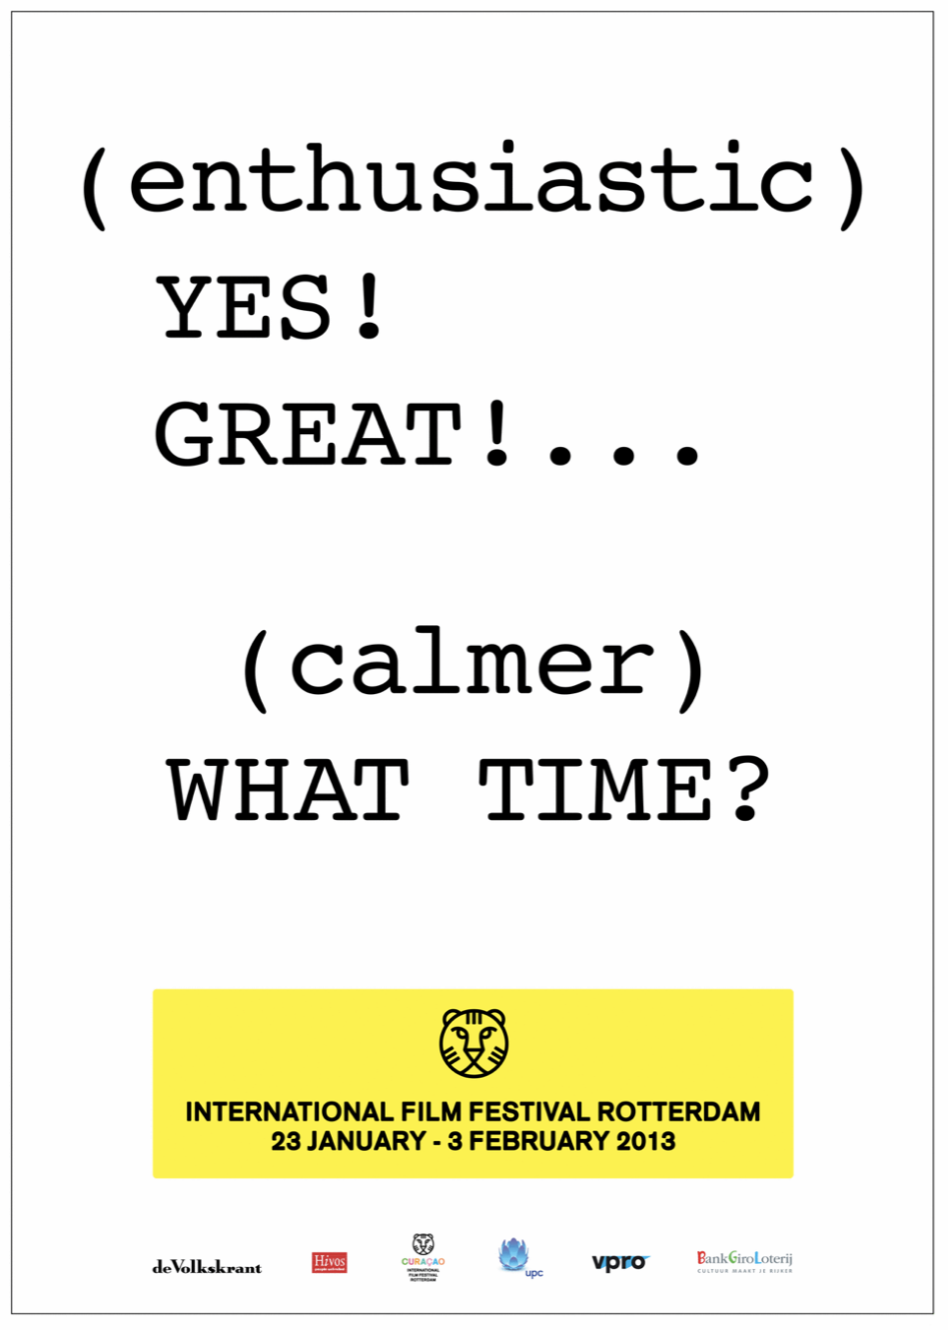 (enthusiastic)
YES!
GREAT!...
(calmer)
WHAT TIME?
INTERNATIONAL FILM FESTIVAL ROTTERDAM
23 JANUARY - 3 FEBRUARY 2013
deVolkskrant
Hivos
CURAÇAO
INTERNATIONAL
FILM FESTIVAL
ROTTERDAM
upc
vpro
BankGiroLoterij
CULTUUR MAAKT JE RIJKER